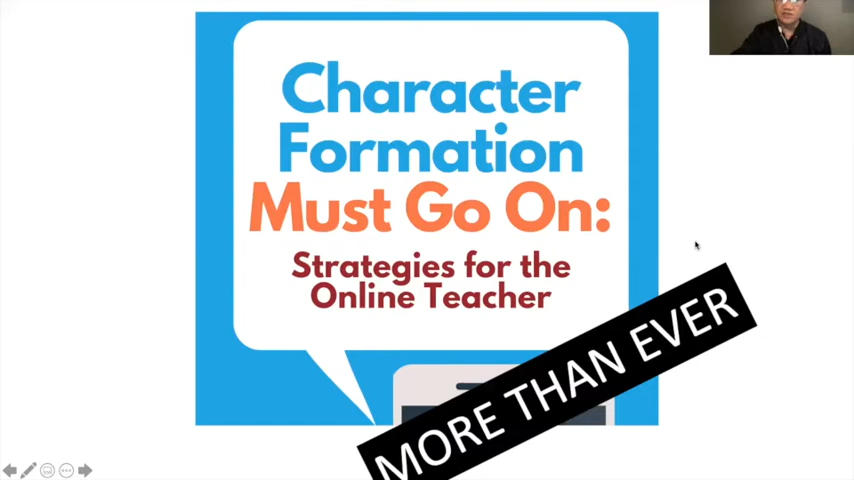 Character
Formation
Must Go On:
Strategies for the
Online Teacher
MORE THAN EVER